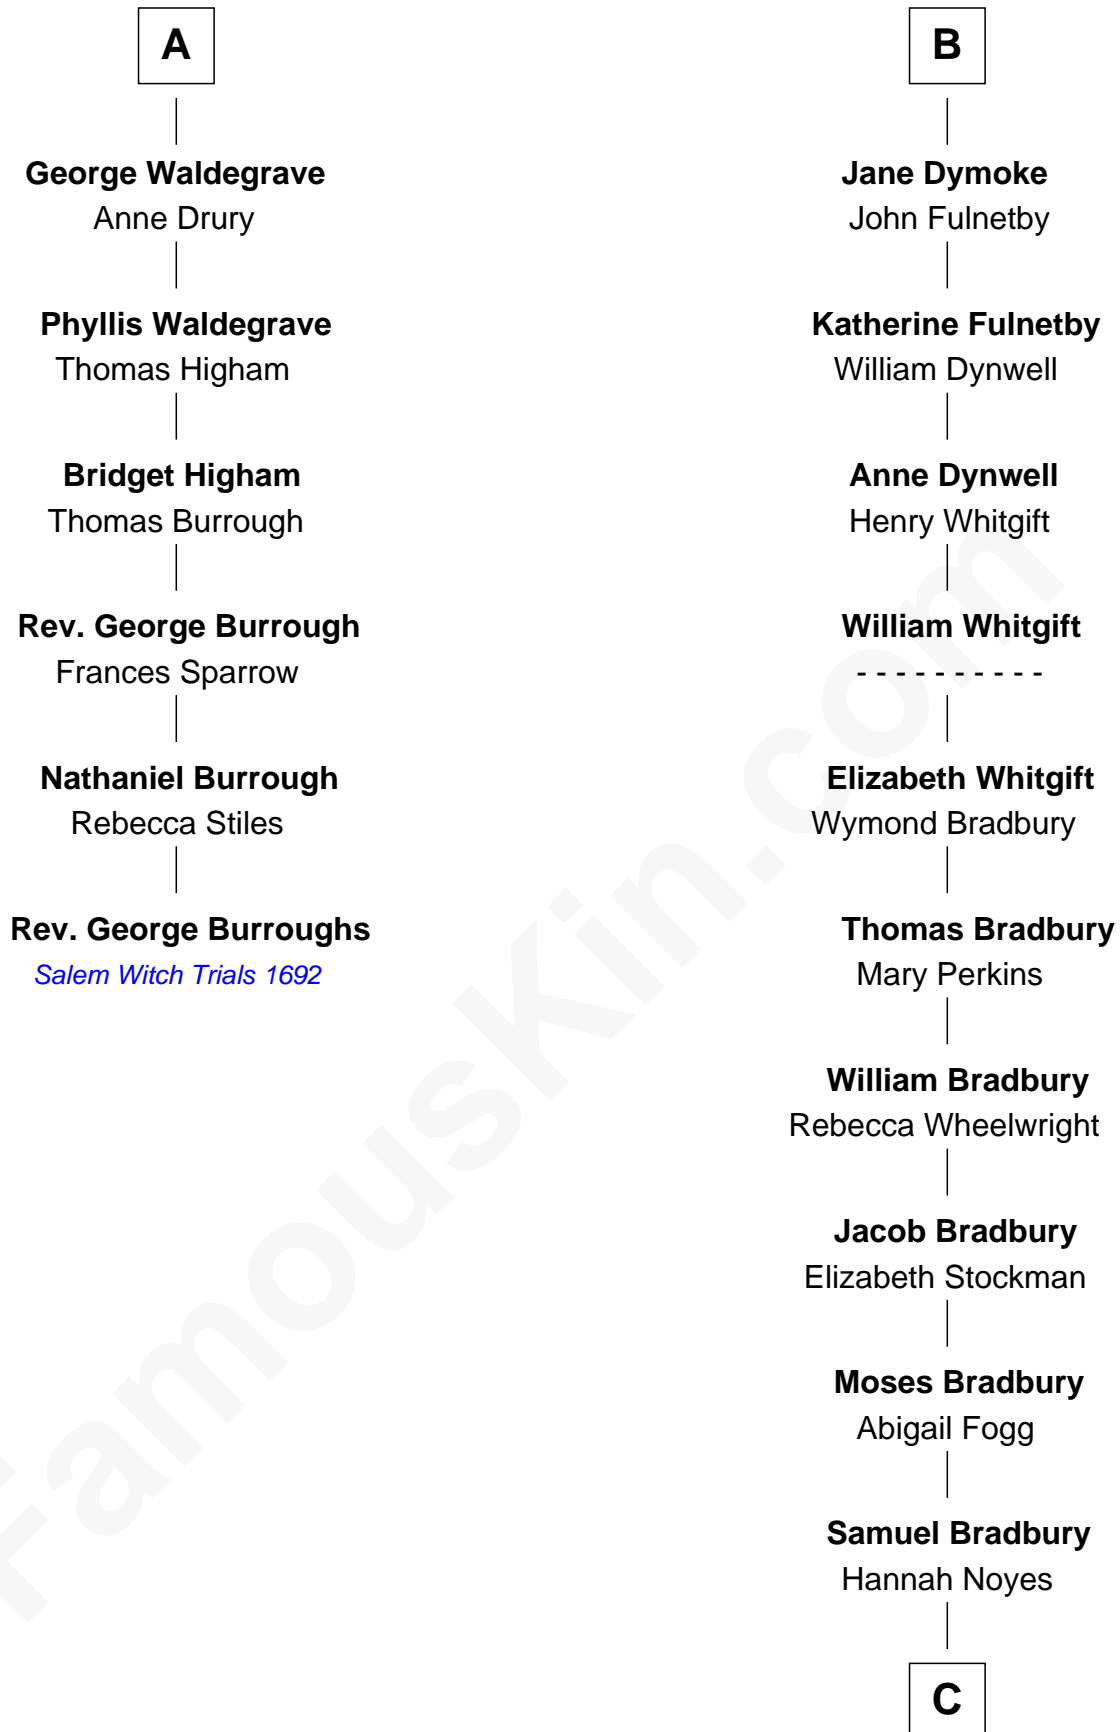 A
George Waldegrave
Anne Drury
Phyllis Waldegrave
Thomas Higham
Bridget Higham
Thomas Burrough
Rev. George Burrough
Frances Sparrow
Nathaniel Burrough
Rebecca Stiles
Rev. George Burroughs
Salem Witch Trials 1692
B
Jane Dymoke
John Fulnetby
Katherine Fulnetby
William Dynwell
Anne Dynwell
Henry Whitgift
William Whitgift
- - - - - - - - - -
Elizabeth Whitgift
Wymond Bradbury
Thomas Bradbury
Mary Perkins
William Bradbury
Rebecca Wheelwright
Jacob Bradbury
Elizabeth Stockman
Moses Bradbury
Abigail Fogg
Samuel Bradbury
Hannah Noyes
C
FamousKin.com